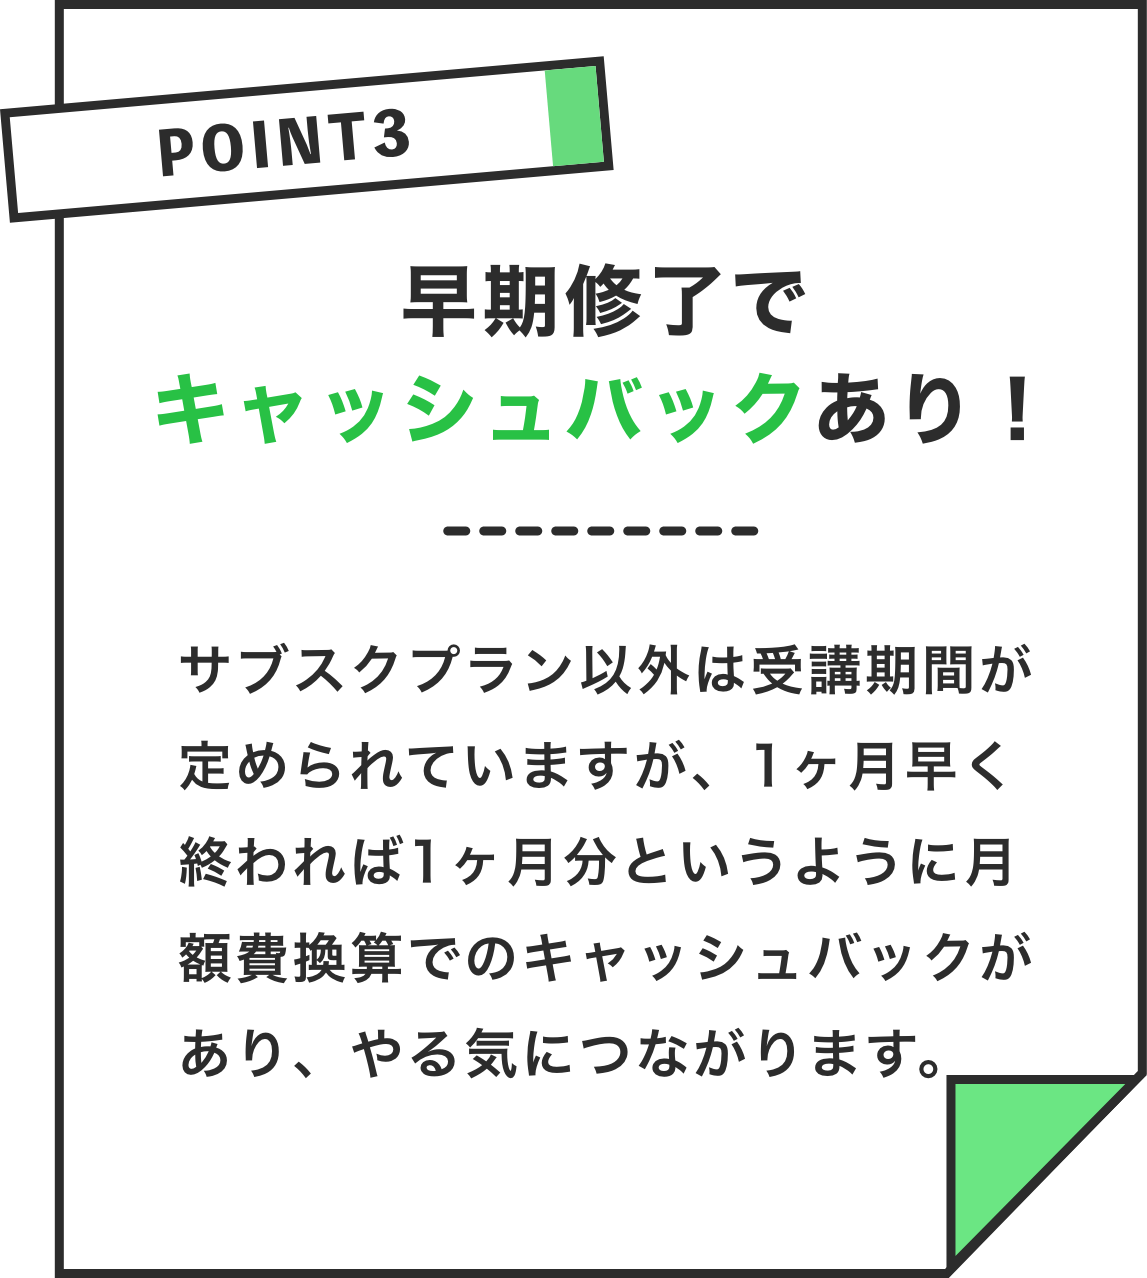 POINT3
早期修了で
キャッシュバックあり！
サブスクプラン以外は受講期間が
定められていますが、1ヶ月早く
終われば1ヶ月分というように月
額費換算でのキャッシュバックが
あり、やる気につながります。